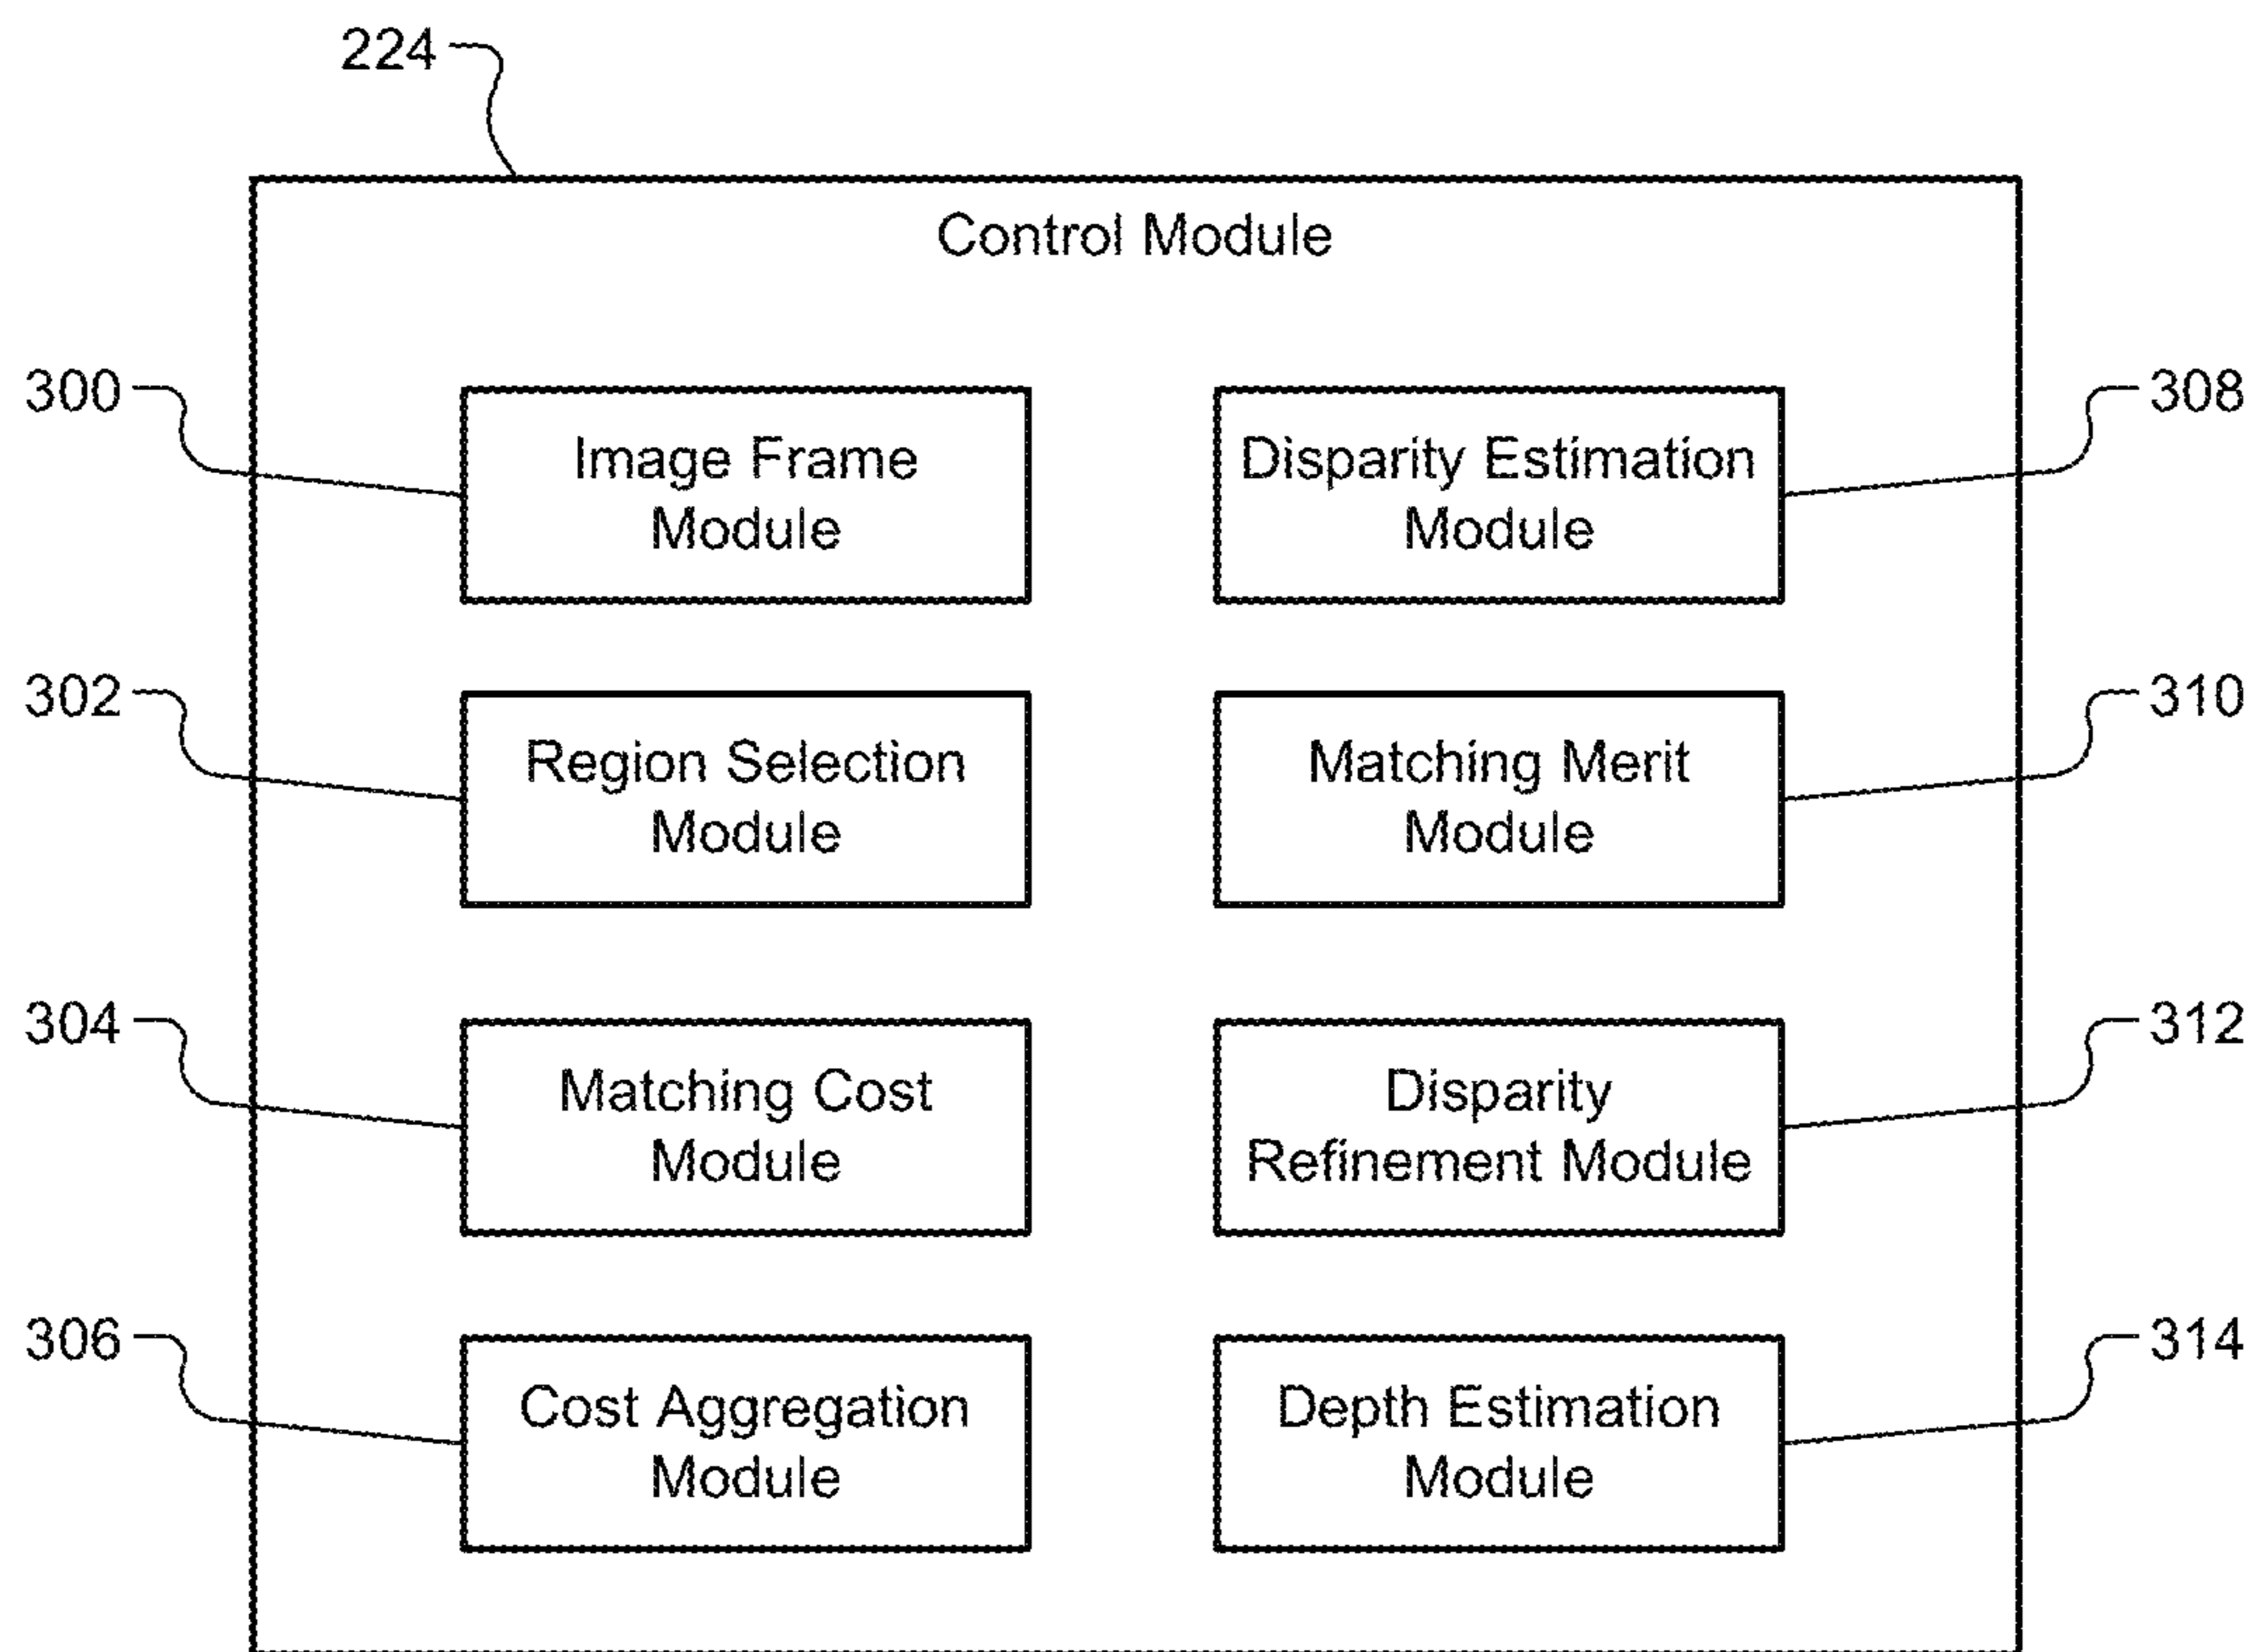 224
Control Module
300
Image Frame
Module
Disparity Estimation
Module
308
302
Region Selection
Module
Matching Merit
Module
310
304
Matching Cost
Module
Disparity
Refinement Module
312
306
Cost Aggregation
Module
Depth Estimation
Module
314